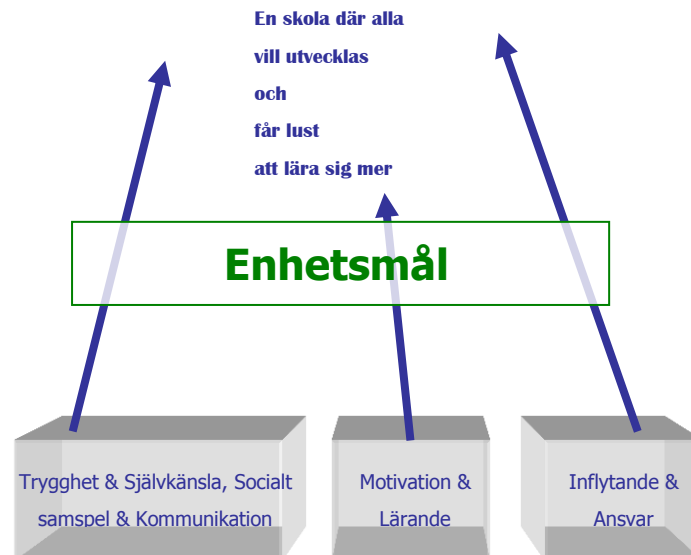 En skola där alla
vill utvecklas
och
får lust
att lära sig mer
Enhetsmål
Trygghet & Självkänsla, Socialt
samspel & Kommunikation
Motivation &
Lärande
Inflytande &
Ansvar